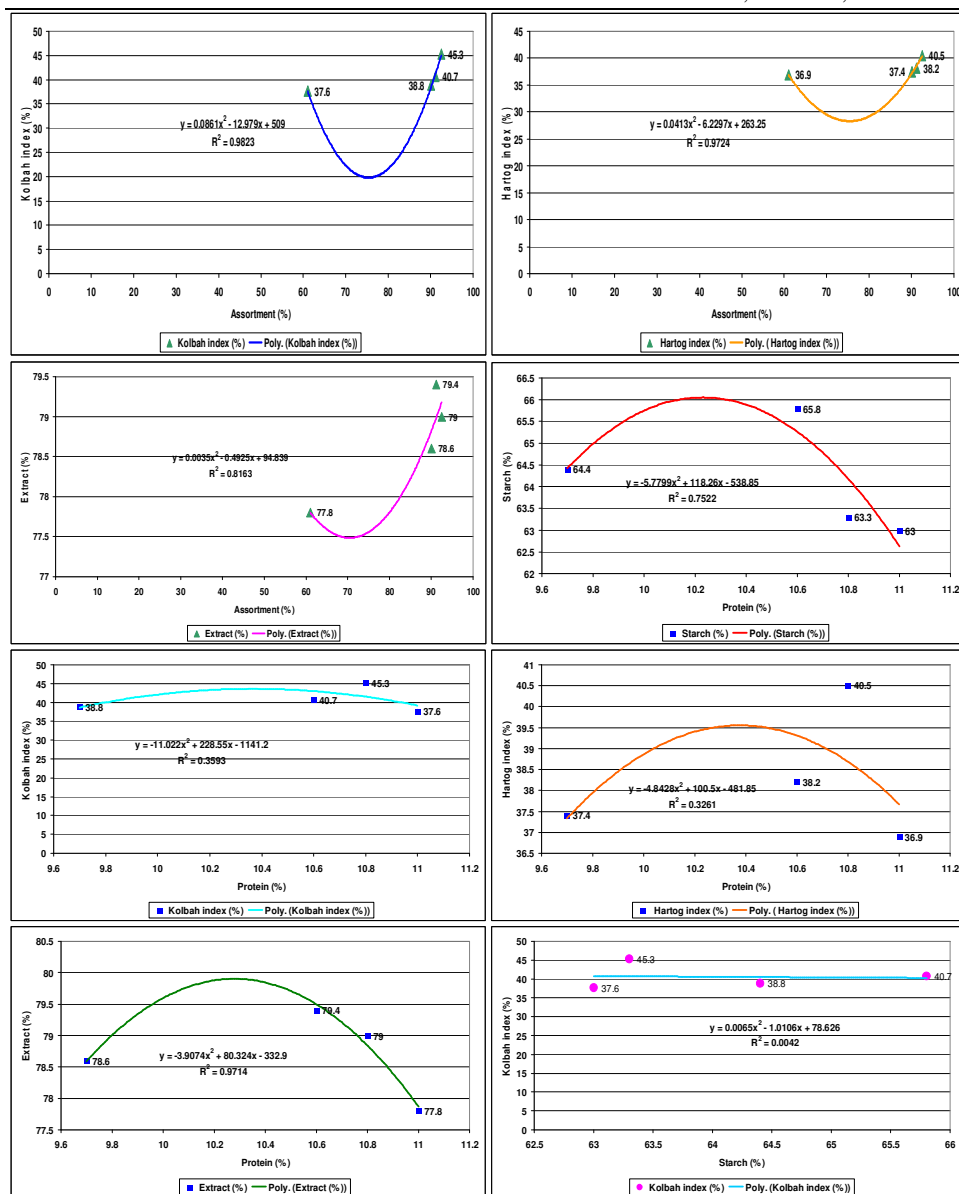 50
45
40
35
30
25
20
15
10
5
0
Kolbah index (%)
37.6
38.8
40.7
45.3
y = 0.0861x² - 12.979x + 509
R² = 0.9823
0 10 20 30 40 50 60 70 80 90 100
Assortment (%)
Kolbah index (%) Poly. (Kolbah index (%))
45
40
35
30
25
20
15
10
5
0
Hartog index (%)
36.9
37.4
38.2
40.5
y = 0.0413x² - 6.2297x + 263.25
R² = 0.9724
0 10 20 30 40 50 60 70 80 90 100
Assortment (%)
Hartog index (%) Poly. ( Hartog index (%))
79.5
79
78.5
78
77.5
77
Extract (%)
77.8
78.6
79.4
79
y = 0.0035x² - 0.4925x + 94.839
R² = 0.8163
0 10 20 30 40 50 60 70 80 90 100
Assortment (%)
Extract (%) Poly. (Extract (%))
66.5
66
65.5
65
64.5
64
63.5
63
62.5
62
Starch (%)
64.4
65.8
63.3
63
y = -5.7799x² + 118.26x - 538.85
R² = 0.7522
9.6 9.8 10 10.2 10.4 10.6 10.8 11 11.2
Protein (%)
Starch (%) Poly. (Starch (%))
50
45
40
35
30
25
20
15
10
5
0
Kolbah index (%)
38.8
40.7
45.3
37.6
y = -11.022x² + 228.55x - 1141.2
R² = 0.3593
9.6 9.8 10 10.2 10.4 10.6 10.8 11 11.2
Protein (%)
Kolbah index (%) Poly. (Kolbah index (%))
41
40.5
40
39.5
39
38.5
38
37.5
37
36.5
Hartog index (%)
37.4
38.2
40.5
36.9
y = -4.8428x² + 100.5x - 481.85
R² = 0.3261
9.6 9.8 10 10.2 10.4 10.6 10.8 11 11.2
Protein (%)
Hartog index (%) Poly. ( Hartog index (%))
80.5
80
79.5
79
78.5
78
77.5
Extract (%)
78.6
79.4
79
77.8
y = -3.9074x² + 80.324x - 332.9
R² = 0.9714
9.6 9.8 10 10.2 10.4 10.6 10.8 11 11.2
Protein (%)
Extract (%) Poly. (Extract (%))
50
45
40
35
30
25
20
15
10
5
0
Kolbah index (%)
37.6
45.3
38.8
40.7
y = 0.0065x² - 1.0106x + 78.626
R² = 0.0042
62.5 63 63.5 64 64.5 65 65.5 66
Starch (%)
Kolbah index (%) Poly. (Kolbah index (%))